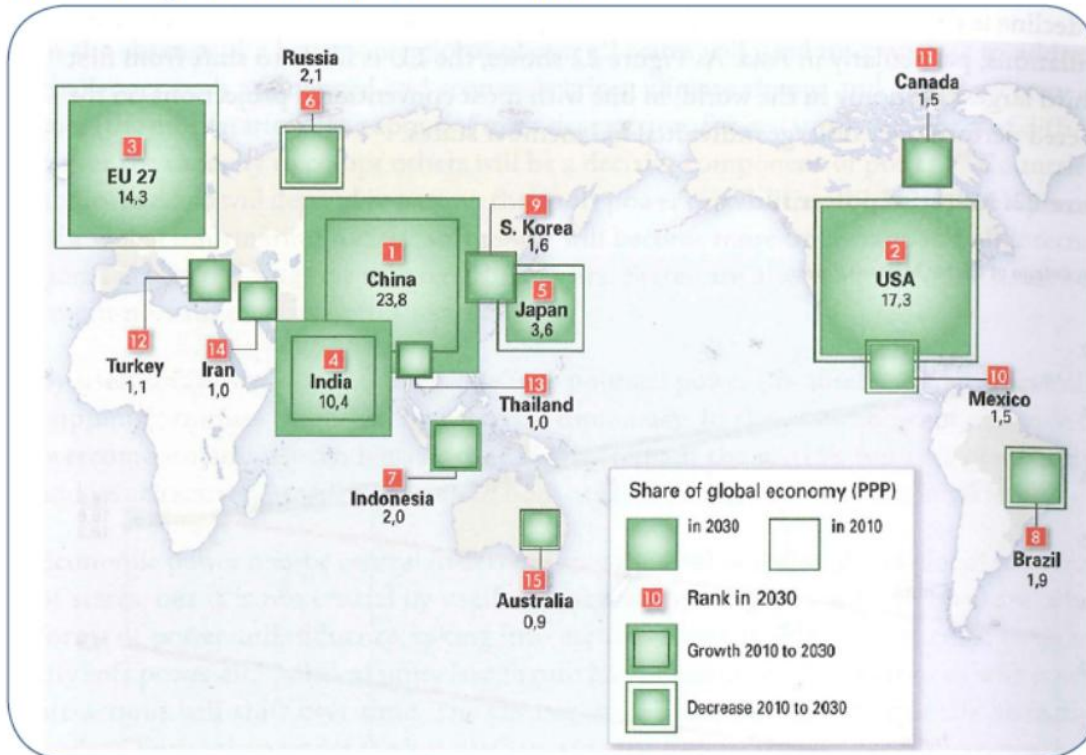 Russia
2,1
6
11
Canada
1,5
3
EU 27
14,3
9
S. Korea
1,6
1
China
23,8
2
USA
17,3
5
Japan
3,6
12
Turkey
1,1
14
Iran
1,0
4
India
10,4
13
Thailand
1,0
10
Mexico
1,5
7
Indonesia
2,0
15
Australia
0,9
8
Brazil
1,9
Share of global economy (PPP)
in 2030
in 2010
10 Rank in 2030
Growth 2010 to 2030
Decrease 2010 to 2030